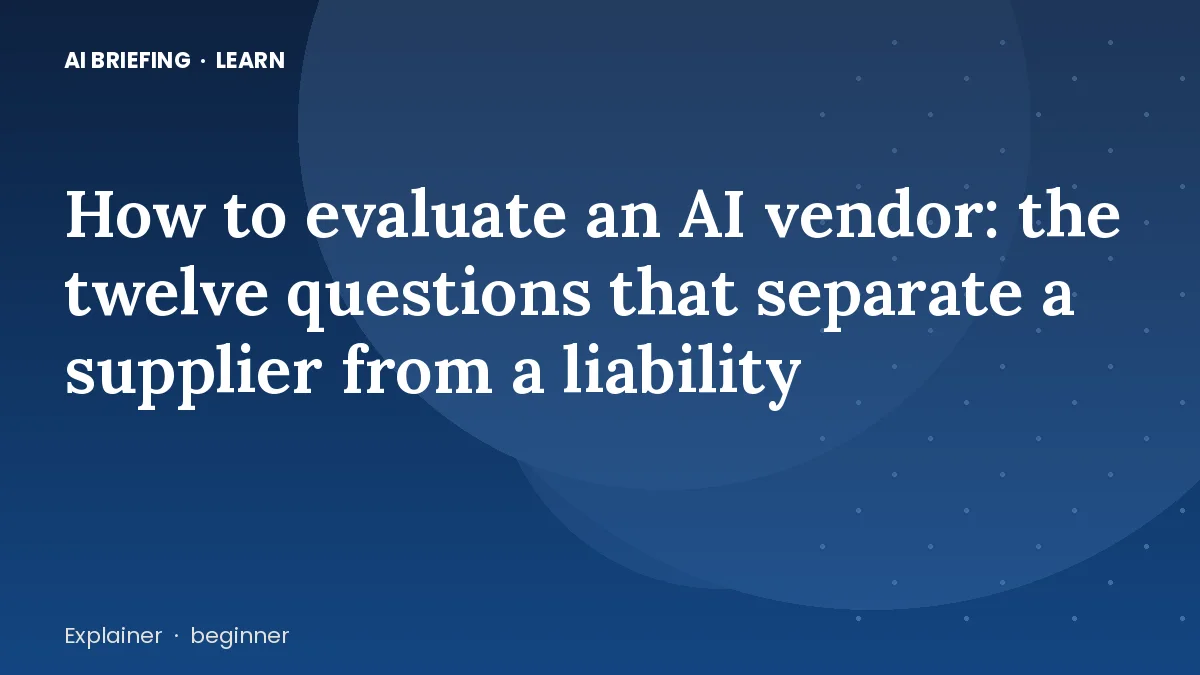 AI BRIEFING · LEARN
How to evaluate an AI vendor: the
twelve questions that separate a
supplier from a liability
Explainer · beginner